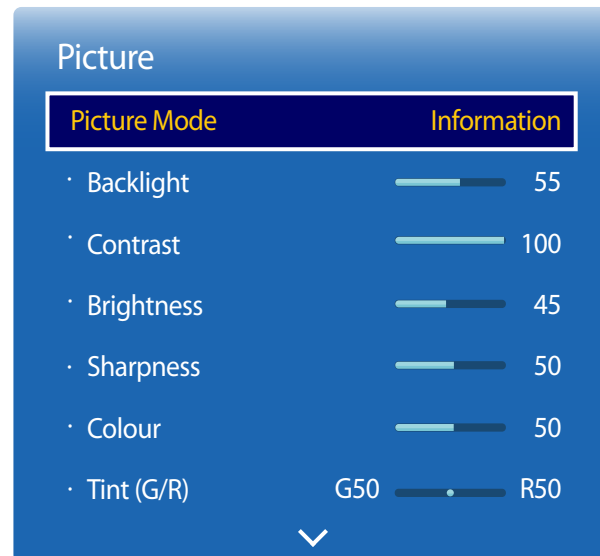 Picture
Picture Mode Information
· Backlight 55
· Contrast 100
· Brightness 45
· Sharpness 50
· Colour 50
· Tint (G/R) G50 R50